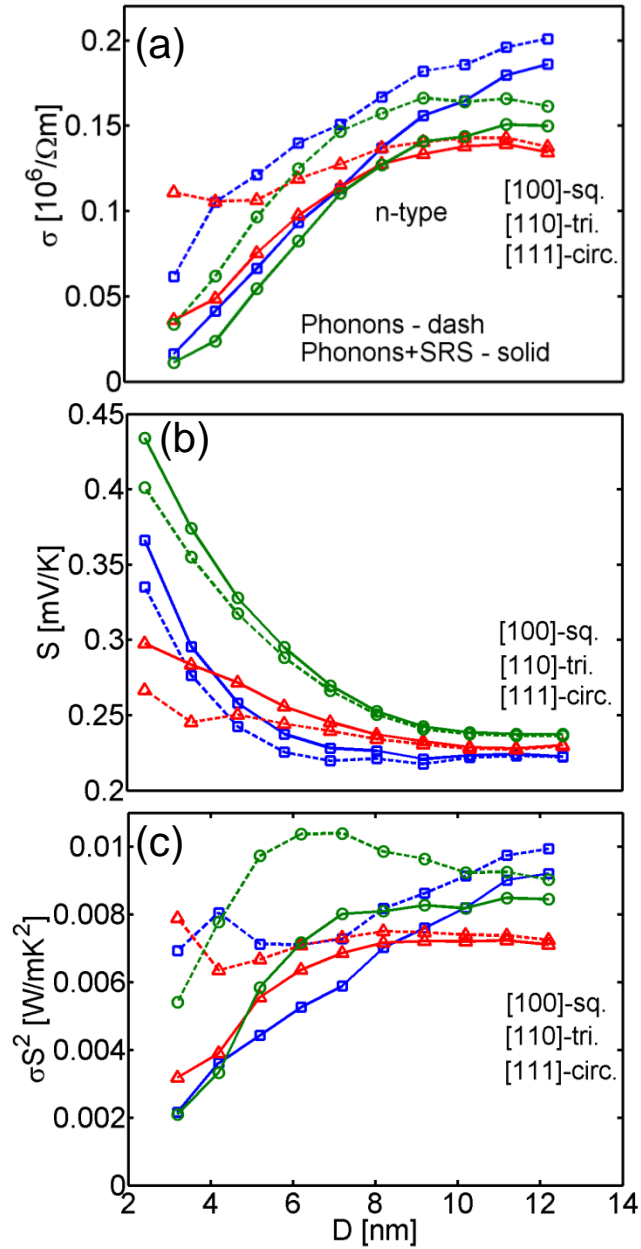 (a)
0.2
0.15
0.1
0.05
0
σ [10⁶/Ωm]
n-type
[100]-sq.
[110]-tri.
[111]-circ.
Phonons - dash
Phonons+SRS - solid
(b)
0.45
0.4
0.35
0.3
0.25
0.2
S [mV/K]
[100]-sq.
[110]-tri.
[111]-circ.
(c)
0.01
0.008
0.006
0.004
0.002
0
σS² [W/mK²]
[100]-sq.
[110]-tri.
[111]-circ.
2 4 6 8 10 12 14
D [nm]